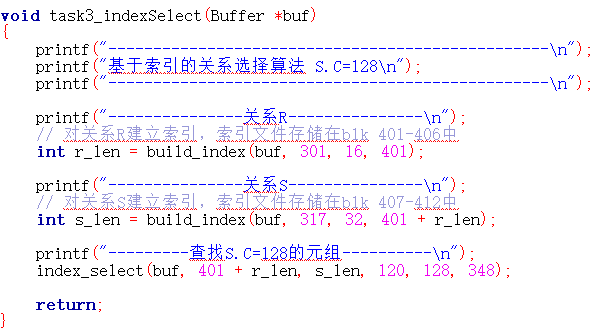 void task3_indexSelect(Buffer *buf)
{
    printf("-------------------------------------------------\n");
    printf("基于索引的关系选择算法 S.C=128\n");
    printf("-------------------------------------------------\n");
    printf("---------------关系R---------------\n");
    // 对关系R建立索引，索引文件存储在blk 401-406中
    int r_len = build_index(buf, 301, 16, 401);
    printf("---------------关系S---------------\n");
    // 对关系S建立索引，索引文件存储在blk 407-412中
    int s_len = build_index(buf, 317, 32, 401 + r_len);
    printf("---------查找S.C=128的元组----------\n");
    index_select(buf, 401 + r_len, s_len, 120, 128, 348);
    return;
}